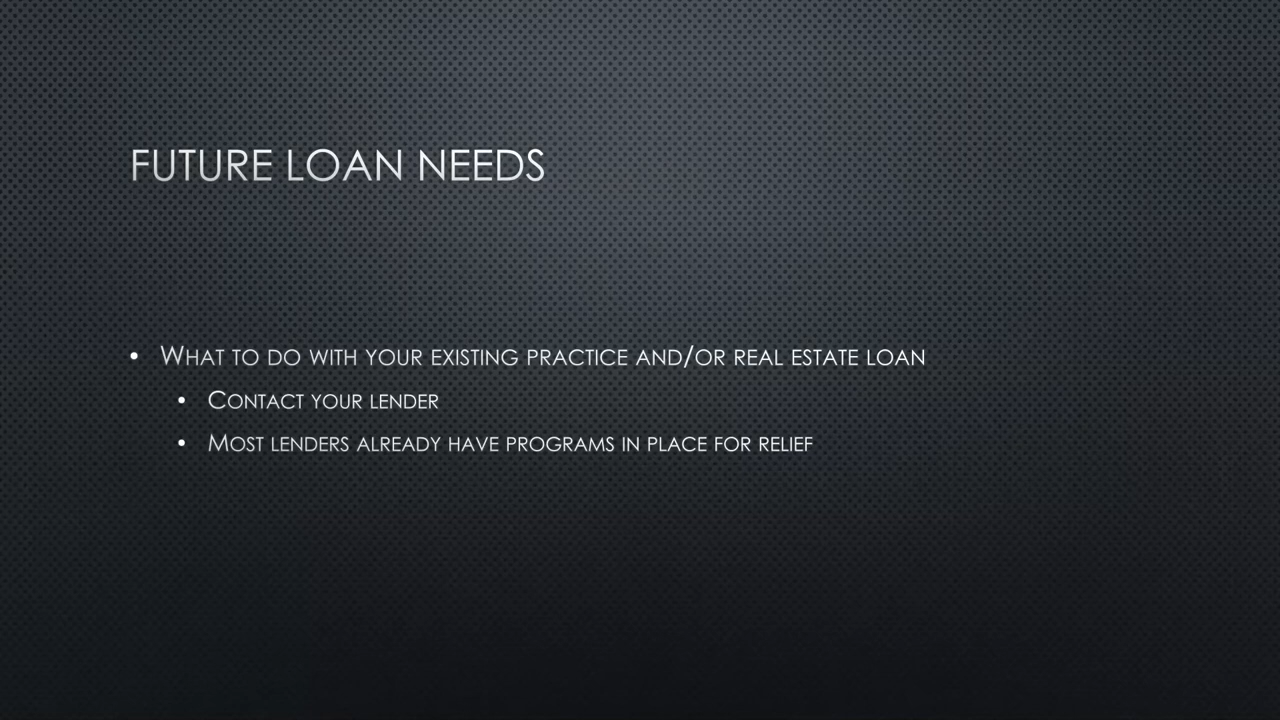 FUTURE LOAN NEEDS
• What to do with your existing practice and/or real estate loan
• Contact your lender
• Most lenders already have programs in place for relief